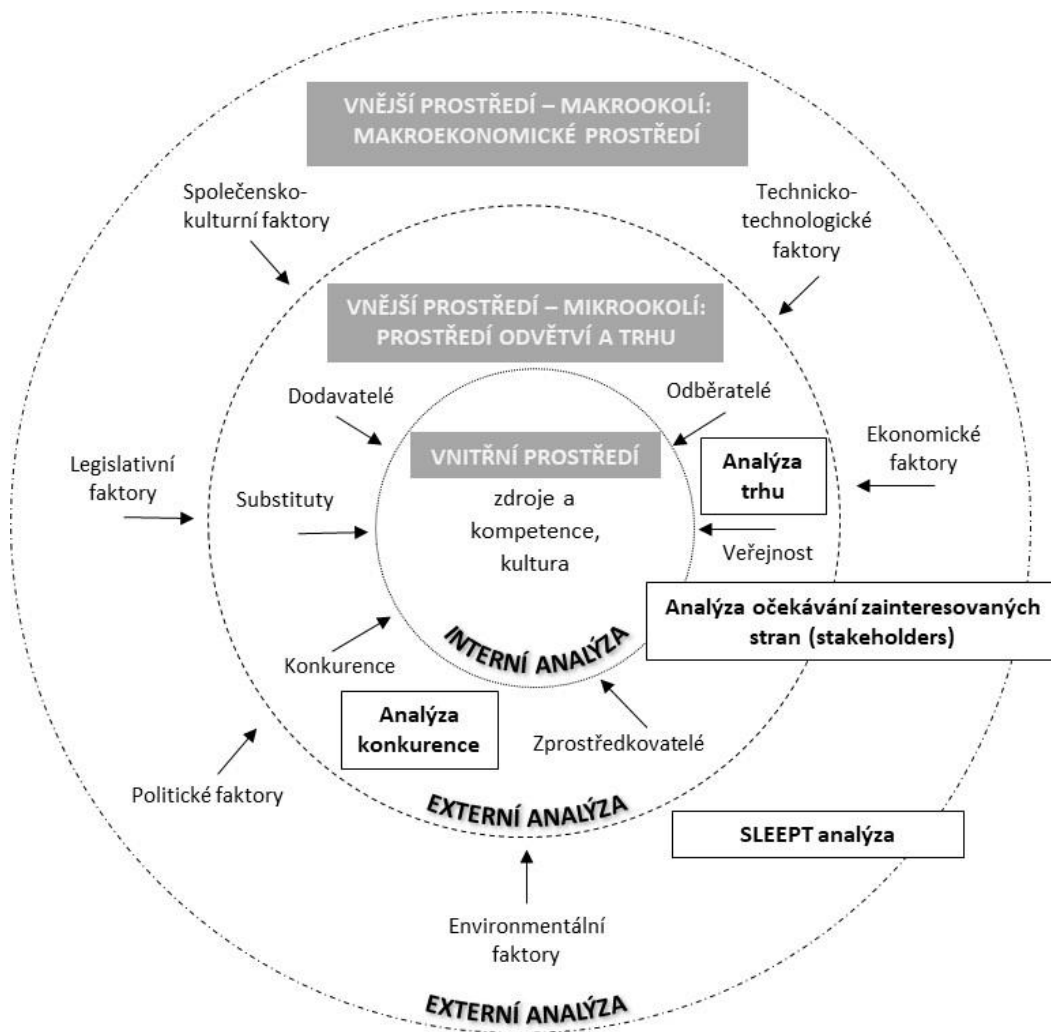 VNĚJŠÍ PROSTŘEDÍ – MAKROOKOLÍ:
MAKROEKONOMICKÉ PROSTŘEDÍ
Společensko-
kulturní faktory
Technicko-
technologické
faktory
VNĚJŠÍ PROSTŘEDÍ – MIKROOKOLÍ:
PROSTŘEDÍ ODVĚTVÍ A TRHU
Dodavatelé
Odběratelé
VNITŘNÍ PROSTŘEDÍ
zdroje a
kompetence,
kultura
Analýza
trhu
Ekonomické
faktory
Legislativní
faktory
Substituty
Veřejnost
Analýza očekávání zainteresovaných
stran (stakeholders)
INTERNÍ ANALÝZA
Konkurence
Analýza
konkurence
Zprostředkovatelé
Politické faktory
EXTERNÍ ANALÝZA
SLEEPT analýza
Environmentální
faktory
EXTERNÍ ANALÝZA